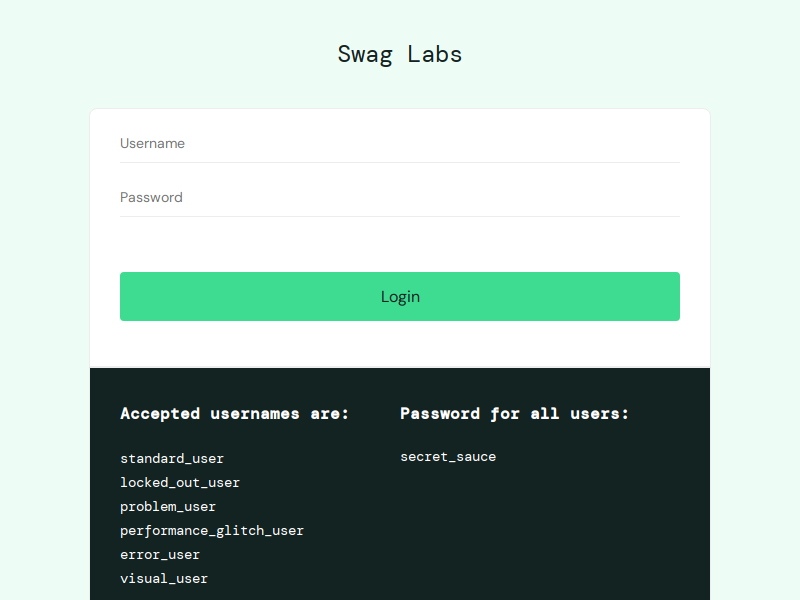 Swag Labs
Username
Password
Login
Accepted usernames are:
standard_user
locked_out_user
problem_user
performance_glitch_user
error_user
visual_user
Password for all users:
secret_sauce